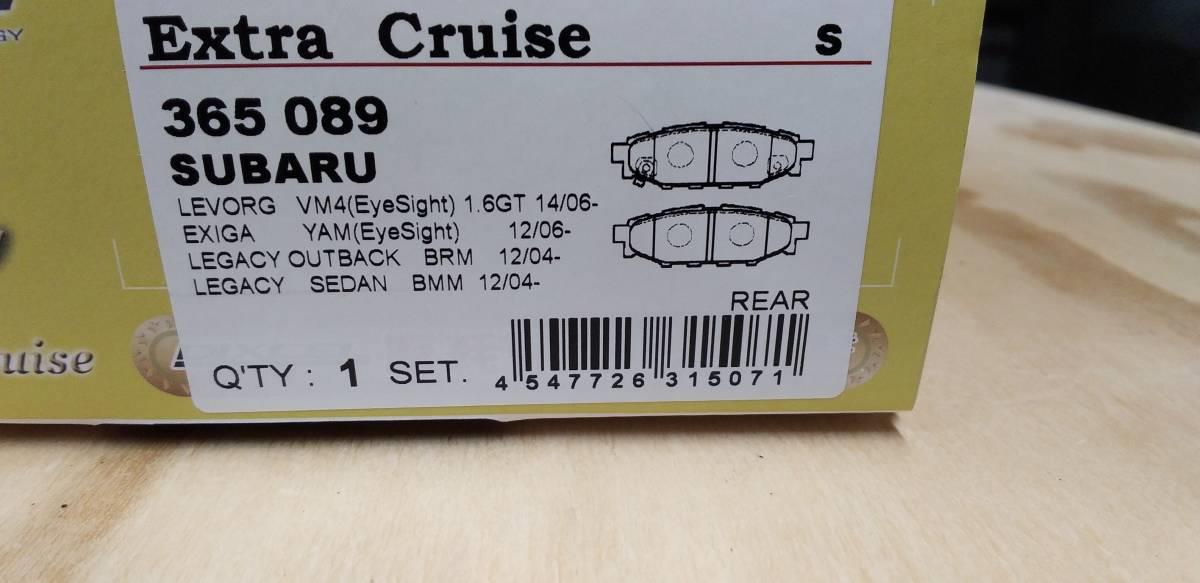 GY
Extra Cruise s
365 089
SUBARU
LEVORG VM4(EyeSight) 1.6GT 14/06-
EXIGA YAM(EyeSight) 12/06-
LEGACY OUTBACK BRM 12/04-
LEGACY SEDAN BMM 12/04-
REAR
uise
Q'TY : 1 SET.
4 547726 315071